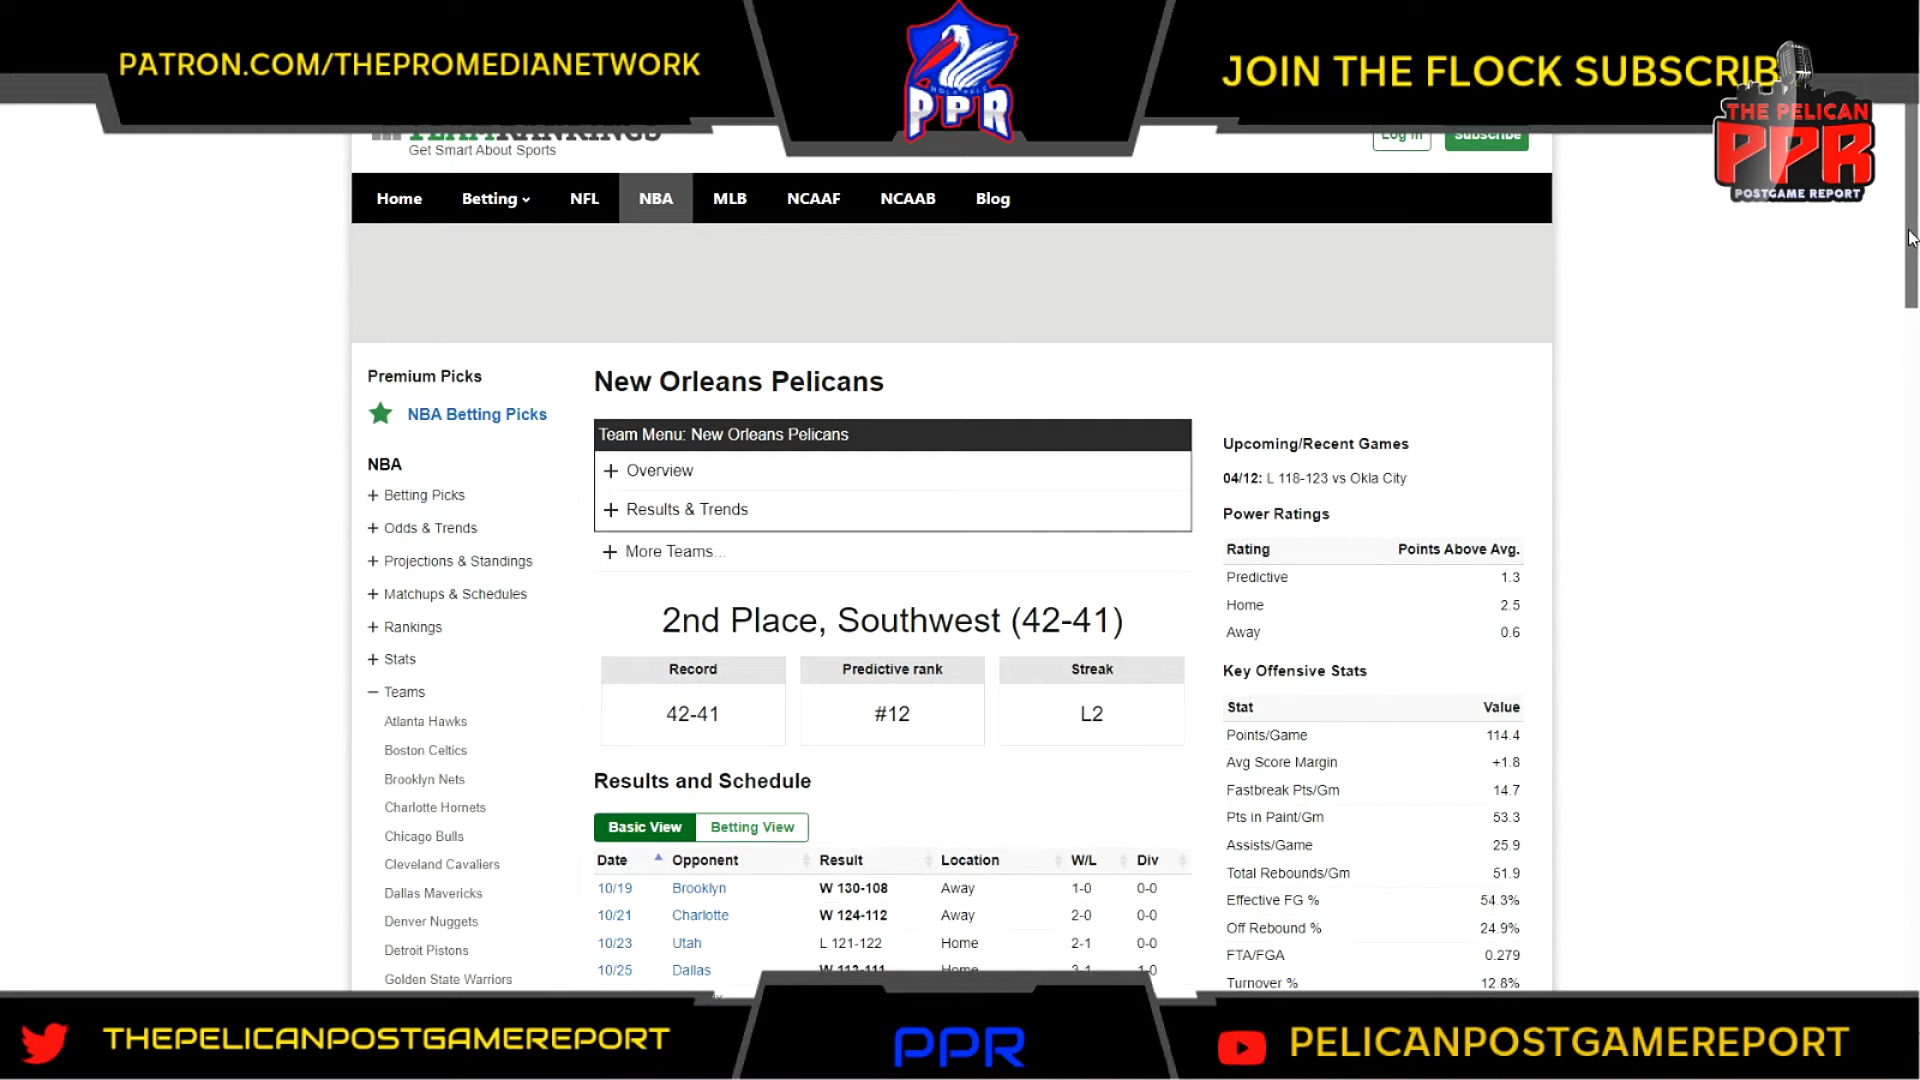 PATRON.COM/THEPROMEDIANETWORK
NOLA PELS
PPR
JOIN THE FLOCK SUBSCRIB
THE PELICAN
PPR
POSTGAME REPORT
TEAMRANKINGS
Get Smart About Sports
Log In
Subscribe
Home
Betting
NFL
NBA
MLB
NCAAF
NCAAB
Blog
Premium Picks
NBA Betting Picks
NBA
+ Betting Picks
+ Odds & Trends
+ Projections & Standings
+ Matchups & Schedules
+ Rankings
+ Stats
− Teams
Atlanta Hawks
Boston Celtics
Brooklyn Nets
Charlotte Hornets
Chicago Bulls
Cleveland Cavaliers
Dallas Mavericks
Denver Nuggets
Detroit Pistons
Golden State Warriors
New Orleans Pelicans
Team Menu: New Orleans Pelicans
+ Overview
+ Results & Trends
+ More Teams...
2nd Place, Southwest (42-41)
Record Predictive rank Streak
42-41 #12 L2
Results and Schedule
Basic View Betting View
Date Opponent Result Location W/L Div
10/19 Brooklyn W 130-108 Away 1-0 0-0
10/21 Charlotte W 124-112 Away 2-0 0-0
10/23 Utah L 121-122 Home 2-1 0-0
10/25 Dallas W 113-111 Home 3-1 1-0
Upcoming/Recent Games
04/12: L 118-123 vs Okla City
Power Ratings
Rating Points Above Avg.
Predictive 1.3
Home 2.5
Away 0.6
Key Offensive Stats
Stat Value
Points/Game 114.4
Avg Score Margin +1.8
Fastbreak Pts/Gm 14.7
Pts in Paint/Gm 53.3
Assists/Game 25.9
Total Rebounds/Gm 51.9
Effective FG % 54.3%
Off Rebound % 24.9%
FTA/FGA 0.279
Turnover % 12.8%
THEPELICANPOSTGAMEREPORT
PPR
PELICANPOSTGAMEREPORT